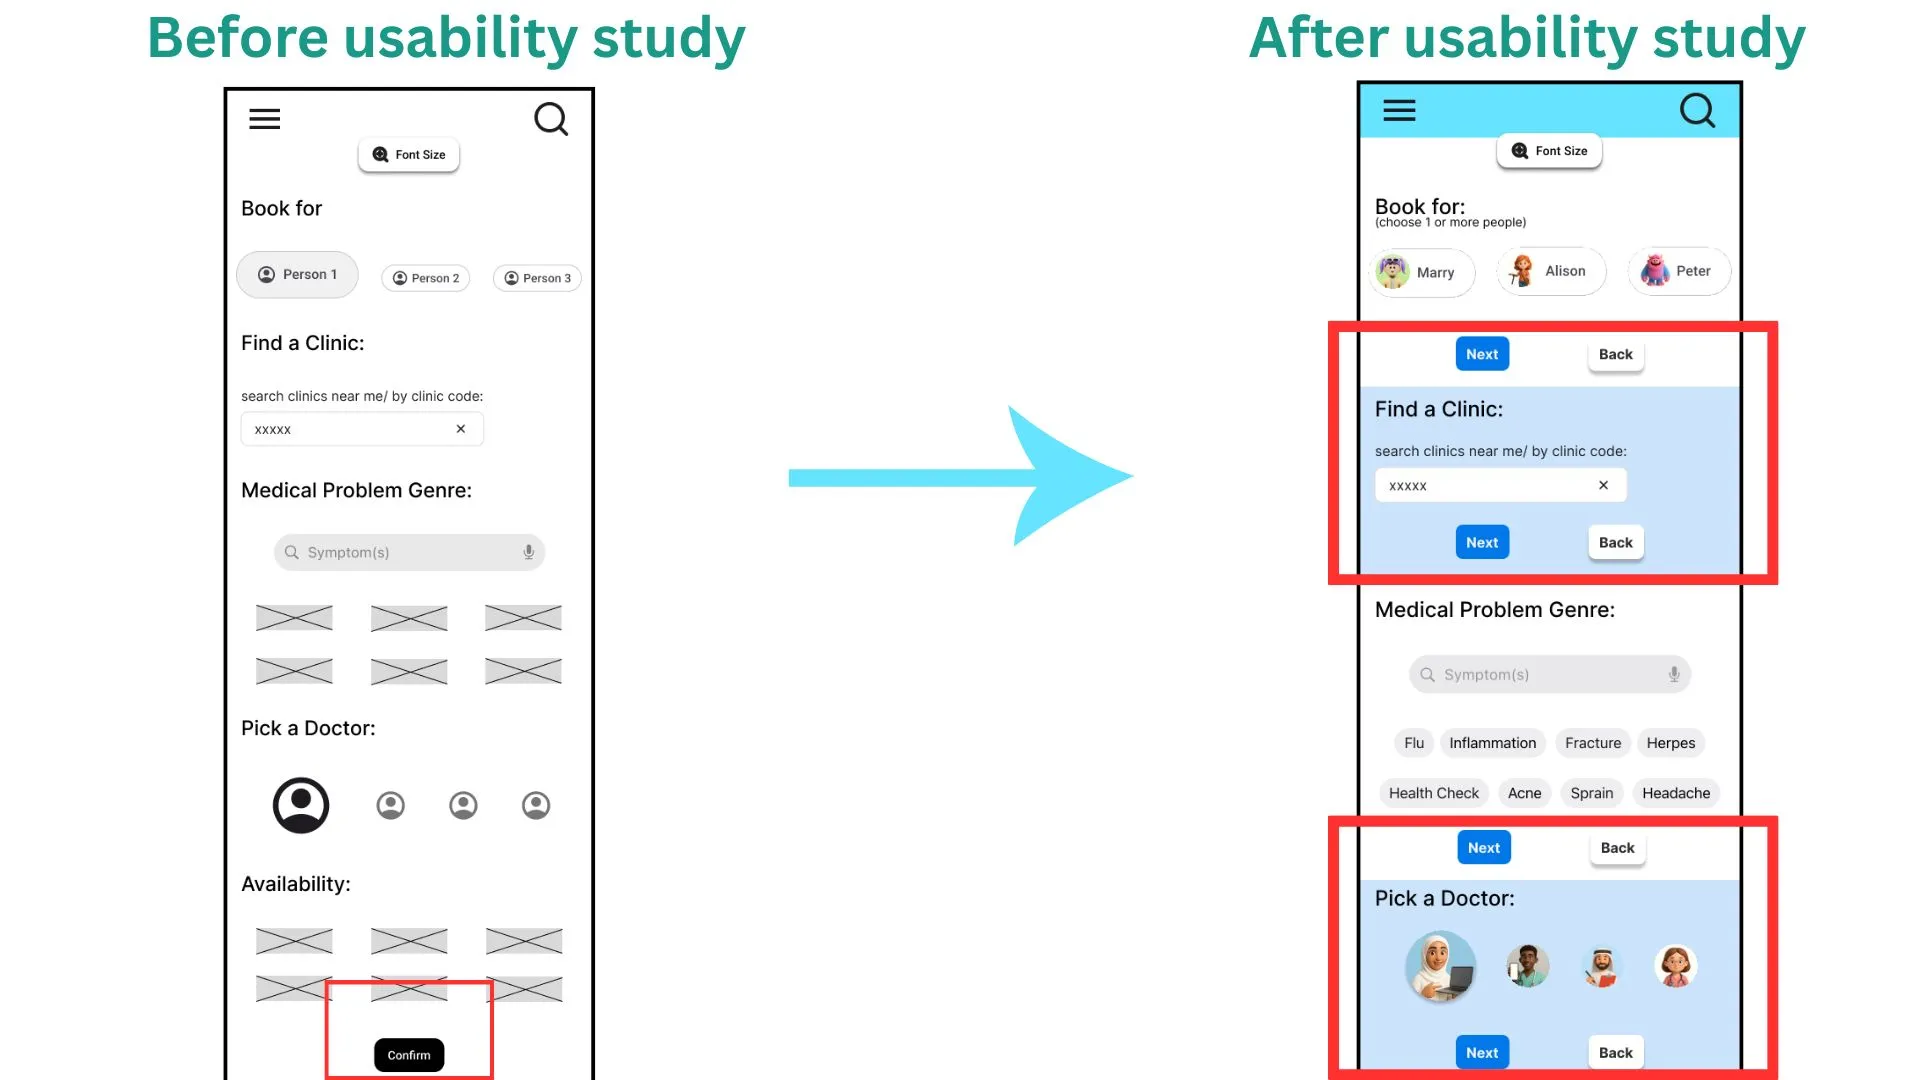 Before usability study
Font Size
Book for
Person 1
Person 2
Person 3
Find a Clinic:
search clinics near me/ by clinic code:
xxxxx
Medical Problem Genre:
Symptom(s)
Pick a Doctor:
Availability:
Confirm
After usability study
Font Size
Book for:
(choose 1 or more people)
Marry
Alison
Peter
Next
Back
Find a Clinic:
search clinics near me/ by clinic code:
xxxxx
Next
Back
Medical Problem Genre:
Symptom(s)
Flu
Inflammation
Fracture
Herpes
Health Check
Acne
Sprain
Headache
Next
Back
Pick a Doctor:
Next
Back